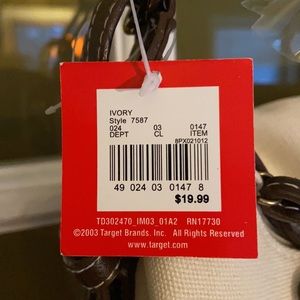 IVORY
Style 7587
024 03 0147
DEPT CL ITEM
8PX021012
49 024 03 0147 8
$19.99
TD302470_IM03_01A2 RN17730
©2003 Target Brands, Inc. All Rights Reserved
www.target.com